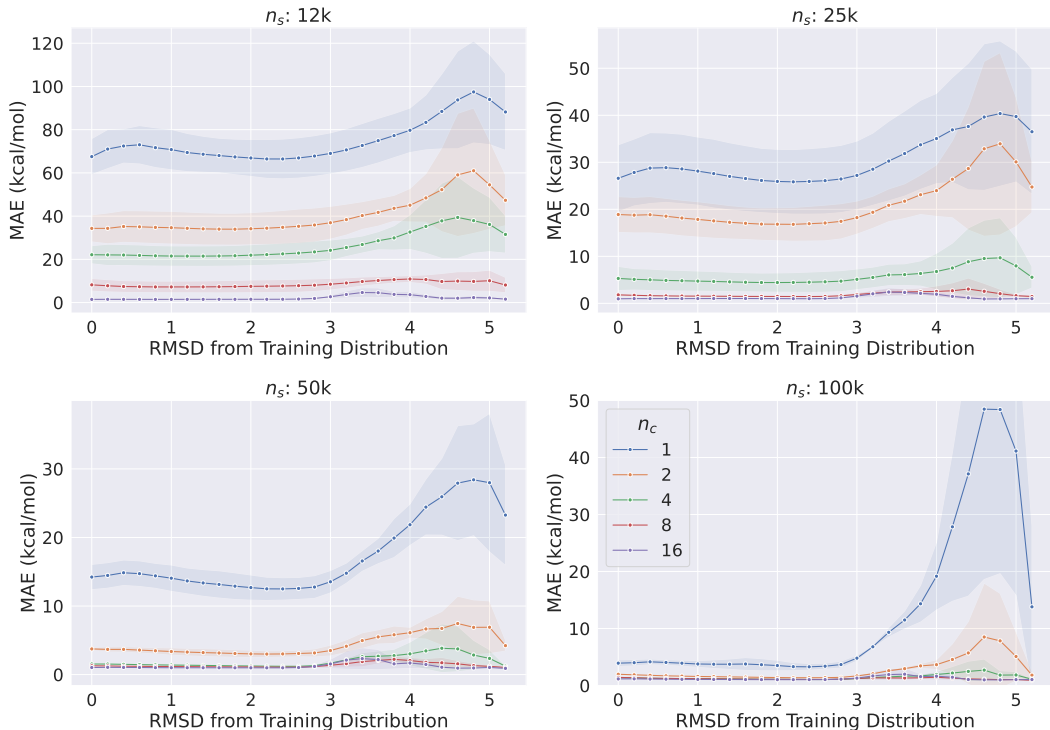 n_s: 12k
120
100
80
60
40
20
0
MAE (kcal/mol)
0 1 2 3 4 5
RMSD from Training Distribution
n_s: 25k
50
40
30
20
10
0
MAE (kcal/mol)
0 1 2 3 4 5
RMSD from Training Distribution
n_s: 50k
30
20
10
0
MAE (kcal/mol)
0 1 2 3 4 5
RMSD from Training Distribution
n_s: 100k
50
40
30
20
10
0
MAE (kcal/mol)
n_c
1
2
4
8
16
0 1 2 3 4 5
RMSD from Training Distribution